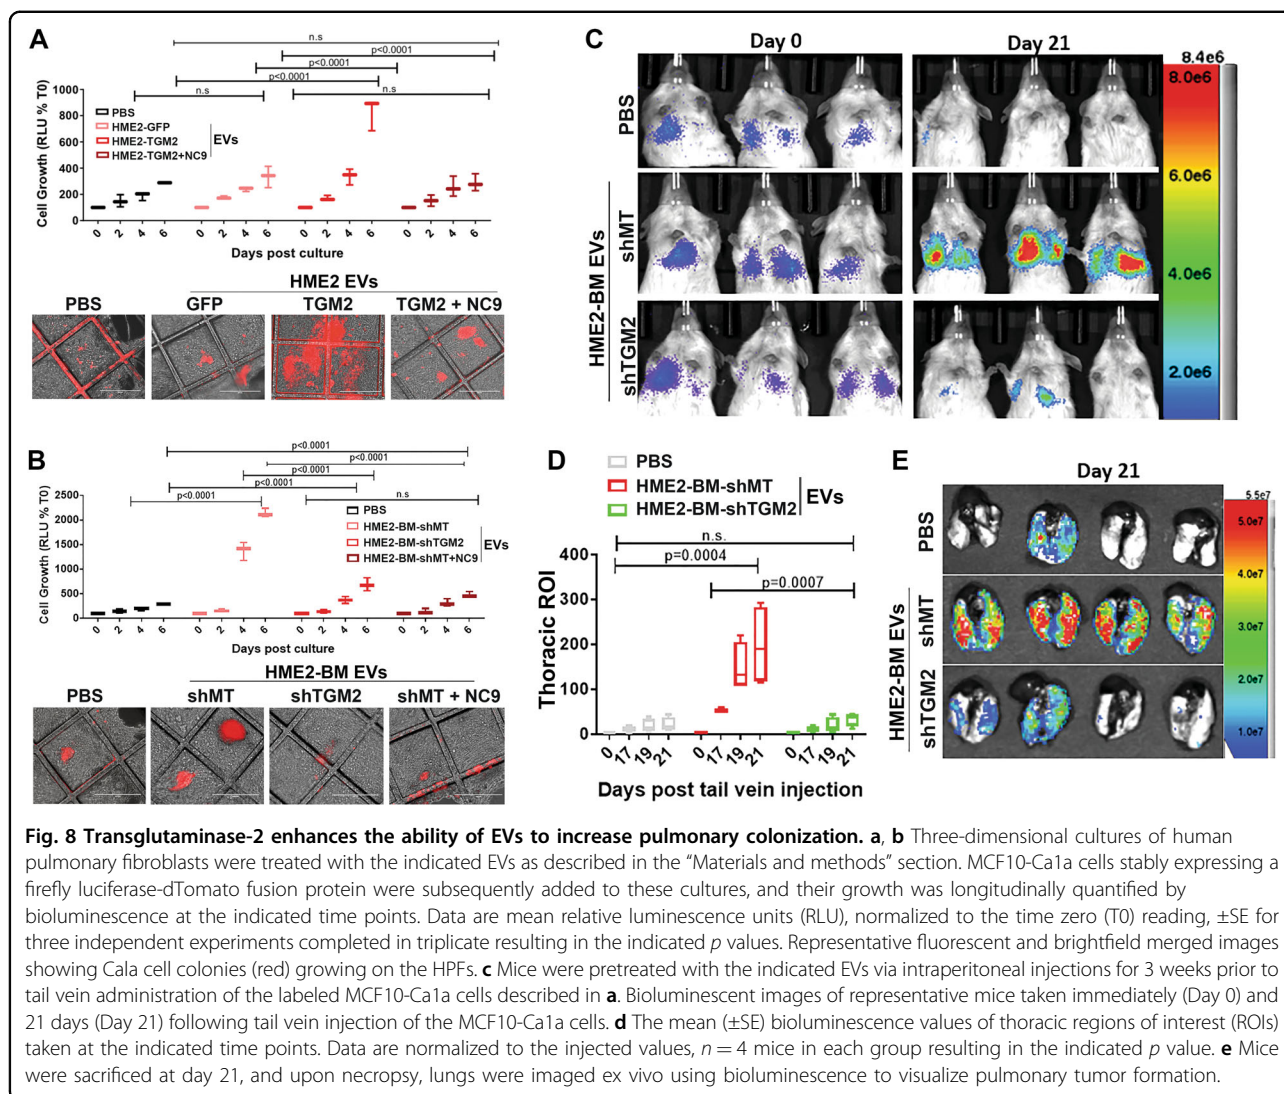 A
n.s
p<0.0001
p<0.0001
p<0.0001
n.s
n.s
Cell Growth (RLU % T0)
1000
800
600
400
200
0
PBS
HME2-GFP
HME2-TGM2
HME2-TGM2+NC9
EVs
0 2 4 6 0 2 4 6 0 2 4 6 0 2 4 6
Days post culture
HME2 EVs
PBS GFP TGM2 TGM2 + NC9
B
p<0.0001
p<0.0001
p<0.0001
p<0.0001
p<0.0001
n.s
Cell Growth (RLU % T0)
2500
2000
1500
1000
500
0
PBS
HME2-BM-shMT
HME2-BM-shTGM2
HME2-BM-shMT+NC9
EVs
0 2 4 6 0 2 4 6 0 2 4 6 0 2 4 6
Days post culture
HME2-BM EVs
PBS shMT shTGM2 shMT + NC9
C
Day 0 Day 21
PBS
HME2-BM EVs
shMT
shTGM2
8.4e6
8.0e6
6.0e6
4.0e6
2.0e6
D
PBS
HME2-BM-shMT
HME2-BM-shTGM2
EVs
n.s.
p=0.0004
p=0.0007
Thoracic ROI
400
300
200
100
0
0 17 19 21 0 17 19 21 0 17 19 21
Days post tail vein injection
E
Day 21
PBS
HME2-BM EVs
shMT
shTGM2
5.5e7
5.0e7
4.0e7
3.0e7
2.0e7
1.0e7
Fig. 8 Transglutaminase-2 enhances the ability of EVs to increase pulmonary colonization. a, b Three-dimensional cultures of human
pulmonary fibroblasts were treated with the indicated EVs as described in the “Materials and methods” section. MCF10-Ca1a cells stably expressing a
firefly luciferase-dTomato fusion protein were subsequently added to these cultures, and their growth was longitudinally quantified by
bioluminescence at the indicated time points. Data are mean relative luminescence units (RLU), normalized to the time zero (T0) reading, ±SE for
three independent experiments completed in triplicate resulting in the indicated p values. Representative fluorescent and brightfield merged images
showing Cala cell colonies (red) growing on the HPFs. c Mice were pretreated with the indicated EVs via intraperitoneal injections for 3 weeks prior to
tail vein administration of the labeled MCF10-Ca1a cells described in a. Bioluminescent images of representative mice taken immediately (Day 0) and
21 days (Day 21) following tail vein injection of the MCF10-Ca1a cells. d The mean (±SE) bioluminescence values of thoracic regions of interest (ROIs)
taken at the indicated time points. Data are normalized to the injected values, n = 4 mice in each group resulting in the indicated p value. e Mice
were sacrificed at day 21, and upon necropsy, lungs were imaged ex vivo using bioluminescence to visualize pulmonary tumor formation.